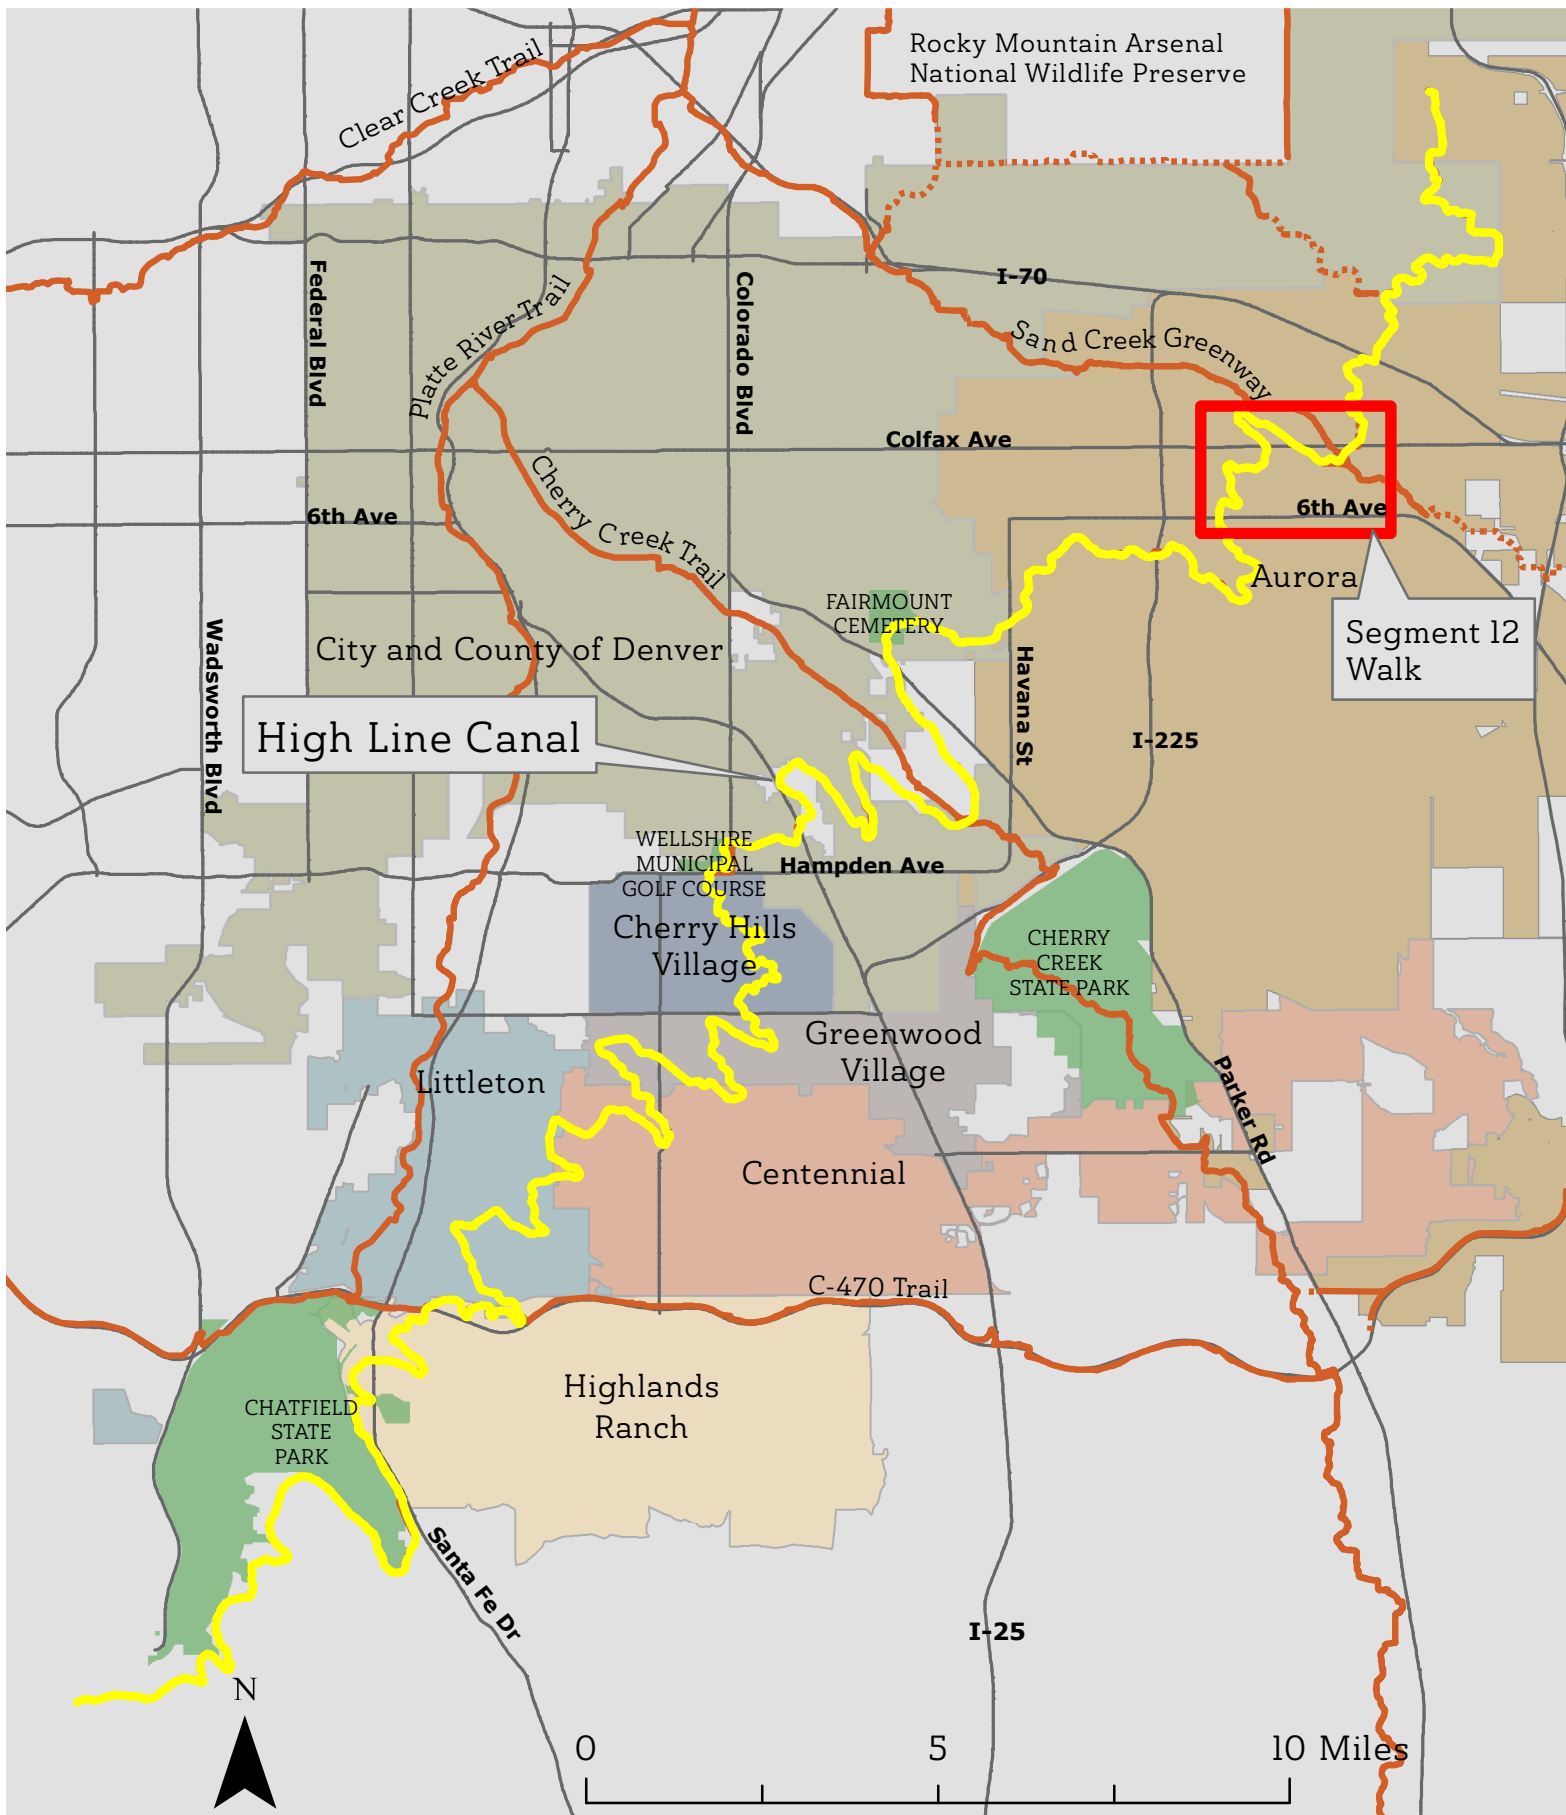 Rocky Mountain Arsenal
National Wildlife Preserve
Clear Creek Trail
I-70
Federal Blvd
Colorado Blvd
Platte River Trail
Sand Creek Greenway
Colfax Ave
Cherry Creek Trail
6th Ave
6th Ave
Aurora
FAIRMOUNT
CEMETERY
Segment 12
Walk
City and County of Denver
Wadsworth Blvd
Havana St
High Line Canal
I-225
WELLSHIRE
MUNICIPAL
GOLF COURSE
Hampden Ave
Cherry Hills
Village
CHERRY
CREEK
STATE PARK
Greenwood
Village
Littleton
Parker Rd
Centennial
C-470 Trail
Highlands
Ranch
CHATFIELD
STATE
PARK
Santa Fe Dr
I-25
N
0
5
10 Miles